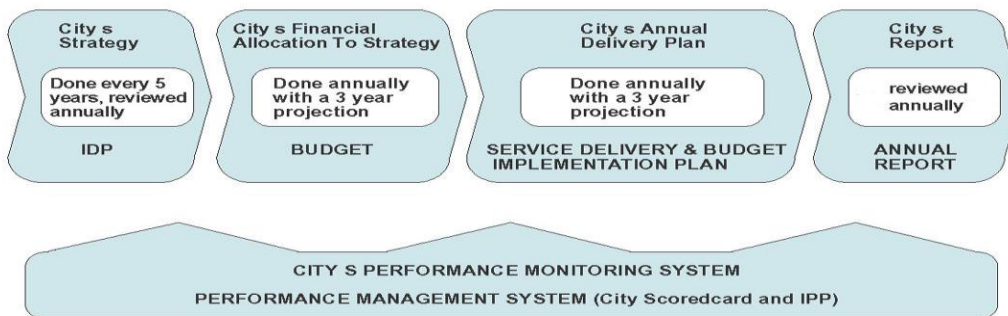 City s
Strategy
Done every 5
years, reviewed
annually
IDP
City s Financial
Allocation To Strategy
Done annually
with a 3 year
projection
BUDGET
City s Annual
Delivery Plan
Done annually
with a 3 year
projection
SERVICE DELIVERY & BUDGET
IMPLEMENTATION PLAN
City s
Report
reviewed
annually
ANNUAL
REPORT
CITY S PERFORMANCE MONITORING SYSTEM
PERFORMANCE MANAGEMENT SYSTEM (City Scoredcard and IPP)